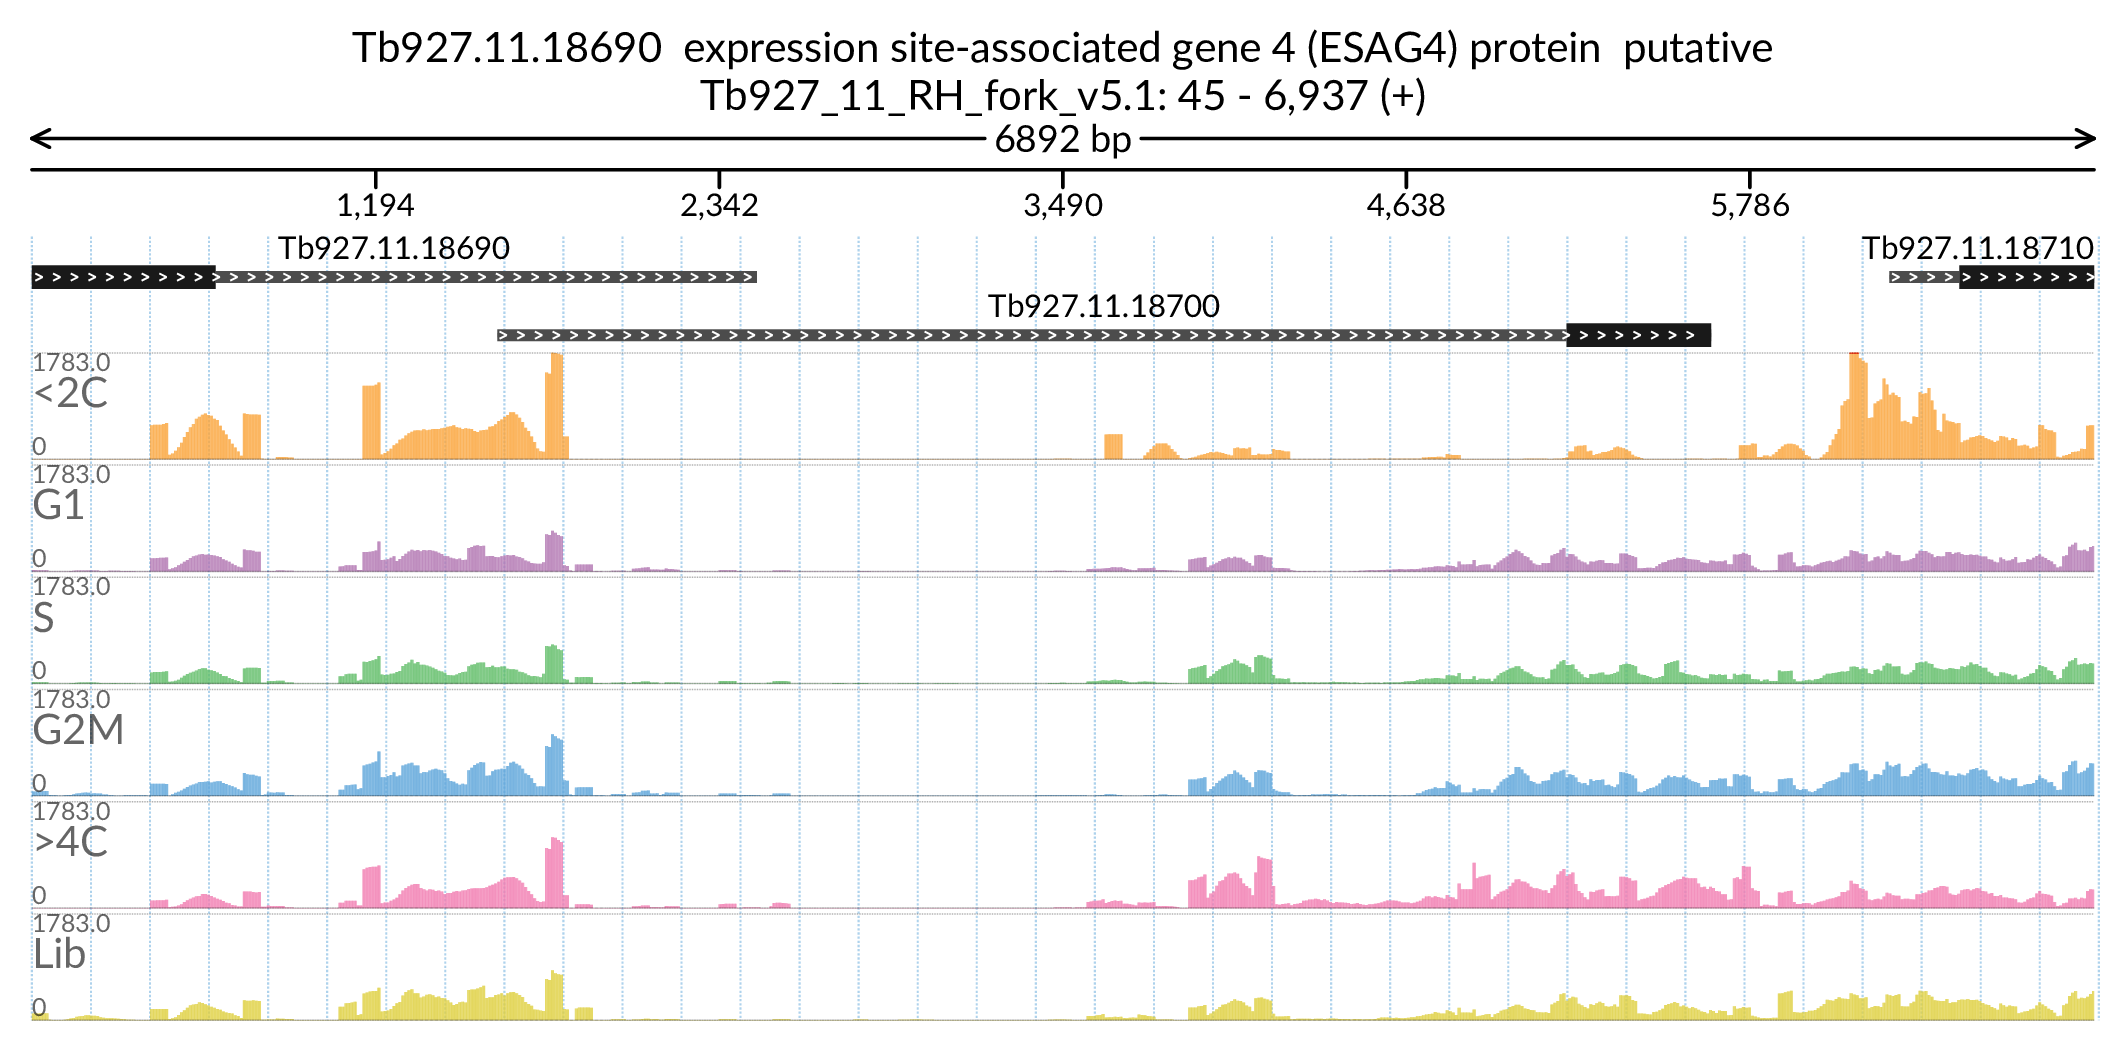 Tb927.11.18690 expression site-associated gene 4 (ESAG4) protein putative
Tb927_11_RH_fork_v5.1: 45 - 6,937 (+)
6892 bp
1,194 2,342 3,490 4,638 5,786
Tb927.11.18690 Tb927.11.18710
Tb927.11.18700
1783.0
<2C
0
1783.0
G1
0
1783.0
S
0
1783.0
G2M
0
1783.0
>4C
0
1783.0
Lib
0